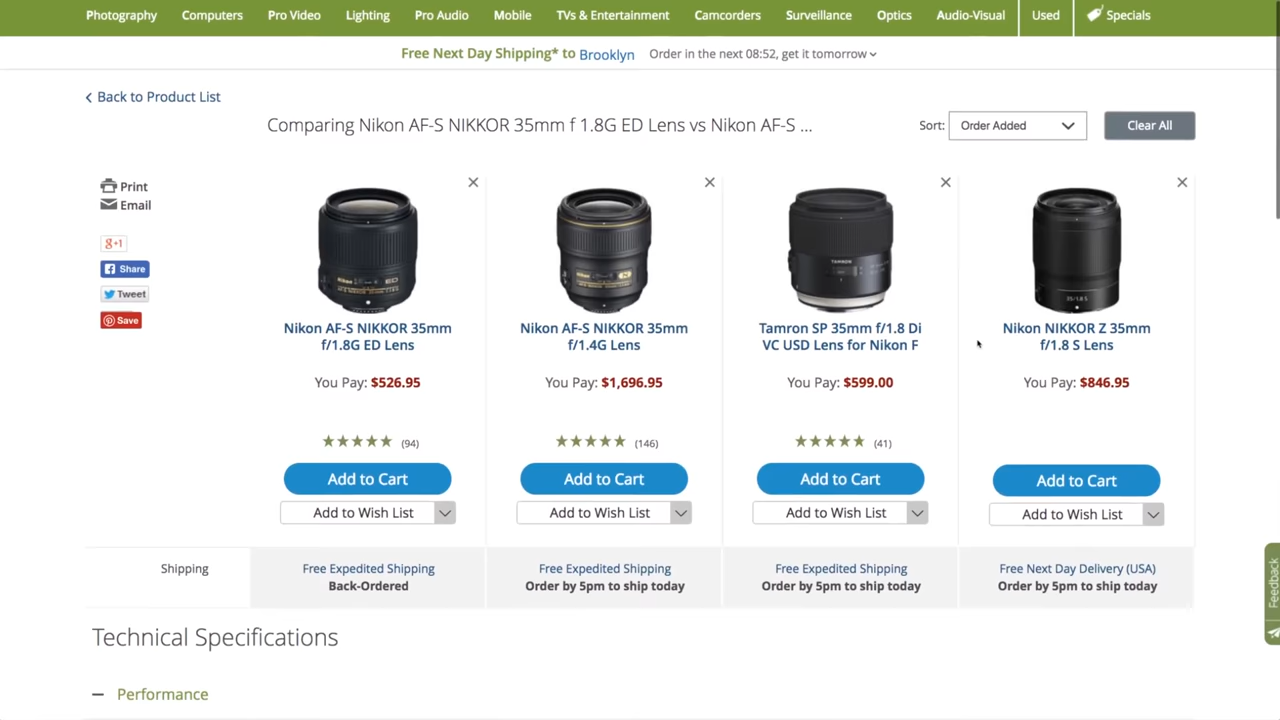 Photography Computers Pro Video Lighting Pro Audio Mobile TVs & Entertainment Camcorders Surveillance Optics Audio-Visual Used Specials
Free Next Day Shipping* to Brooklyn Order in the next 08:52, get it tomorrow
Back to Product List
Comparing Nikon AF-S NIKKOR 35mm f 1.8G ED Lens vs Nikon AF-S ...
Sort: Order Added Clear All
Print
Email
g+1
Share
Tweet
Save
Nikon AF-S NIKKOR 35mm
f/1.8G ED Lens
You Pay: $526.95
(94)
Add to Cart
Add to Wish List
Nikon AF-S NIKKOR 35mm
f/1.4G Lens
You Pay: $1,696.95
(146)
Add to Cart
Add to Wish List
TAMRON
Tamron SP 35mm f/1.8 Di
VC USD Lens for Nikon F
You Pay: $599.00
(41)
Add to Cart
Add to Wish List
Nikon NIKKOR Z 35mm
f/1.8 S Lens
You Pay: $846.95
Add to Cart
Add to Wish List
Shipping
Free Expedited Shipping
Back-Ordered
Free Expedited Shipping
Order by 5pm to ship today
Free Expedited Shipping
Order by 5pm to ship today
Free Next Day Delivery (USA)
Order by 5pm to ship today
Feedback
Technical Specifications
Performance